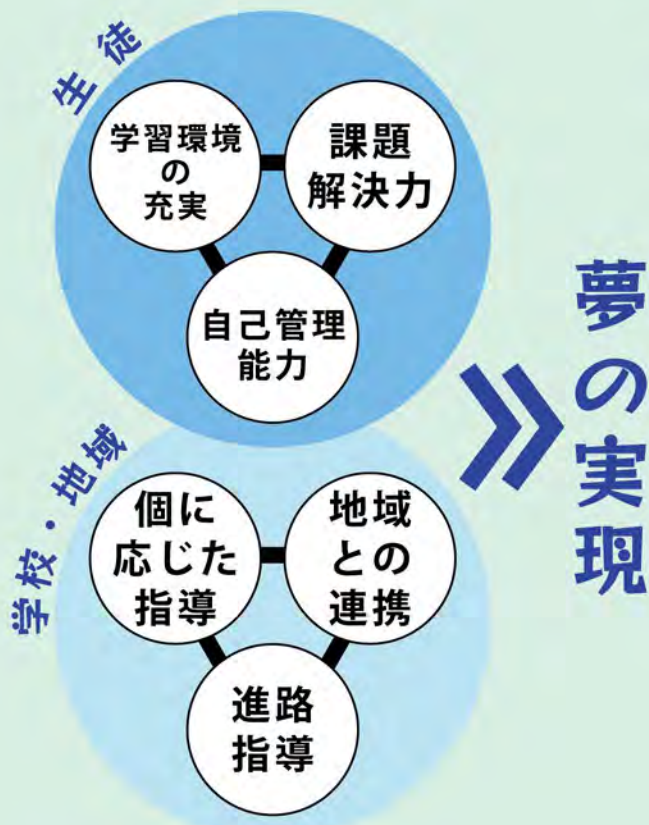 生徒
学習環境
の
充実
課題
解決力
自己管理
能力
学校・地域
個に
応じた
指導
地域
との
連携
進路
指導
夢の実現